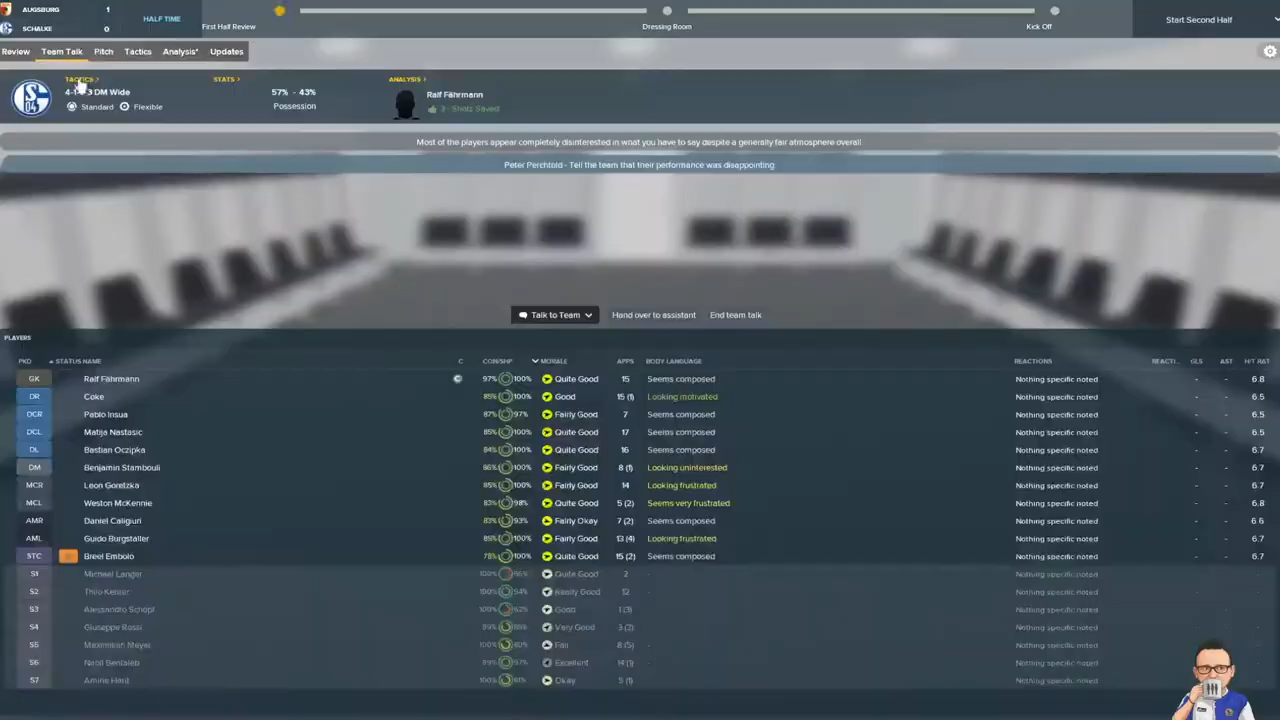 AUGSBURG 1
SCHALKE 0
HALF TIME
First Half Review
Dressing Room
Kick Off
Start Second Half
Review Team Talk Pitch Tactics Analysis Updates
TACTICS STATS ANALYSIS
DM Wide
Standard Flexible
57% - 43%
Possession
Ralf Fährmann
3 - Shots Saved
Most of the players appear completely disinterested in what you have to say despite a generally fair atmosphere overall
Peter Perchtold - Tell the team that their performance was disappointing
Talk to Team Hand over to assistant End team talk
PLAYERS
PKD STATUS NAME C CON/SHP MORALE APPS BODY LANGUAGE REACTIONS REACTI... GLS AST H/T RAT
GK Ralf Fährmann C 97% 100% Quite Good 15 Seems composed Nothing specific noted - - 6.8
DR Coke 85% 100% Good 15 (1) Looking motivated Nothing specific noted - - 6.5
DCR Pablo Insua 87% 97% Fairly Good 7 Seems composed Nothing specific noted - - 6.5
DCL Matija Nastasic 85% 100% Quite Good 17 Seems composed Nothing specific noted - - 6.5
DL Bastian Oczipka 84% 100% Quite Good 16 Seems composed Nothing specific noted - - 6.7
DM Benjamin Stambouli 86% 100% Fairly Good 8 (1) Looking uninterested Nothing specific noted - - 6.7
MCR Leon Goretzka 85% 100% Fairly Good 14 Looking frustrated Nothing specific noted - - 6.7
MCL Weston McKennie 83% 98% Quite Good 5 (2) Seems very frustrated Nothing specific noted - - 6.8
AMR Daniel Caligiuri 83% 93% Fairly Okay 7 (2) Seems composed Nothing specific noted - - 6.6
AML Guido Burgstaller 100% Fairly Good 13 (4) Looking frustrated Nothing specific noted - - 6.7
STC Breel Embolo 100% Quite Good 15 (2) Seems composed Nothing specific noted - - 6.7
S1 Michael Langer 100% Quite Good 2 - Nothing specific noted -
S2 Thilo Kehrer 100% Really Good 12 Nothing specific noted
S3 Alessandro Schöpf 100% Good 1 (3) Nothing specific noted
S4 Giuseppe Rossi Very Good 3 (2) Nothing specific noted
S5 Maximilian Meyer 100% Fair 8 (5) - Nothing specific noted -
S6 Nabil Bentaleb Excellent 14 (1) - Nothing specific noted
S7 Amine Harit 100% Okay 5 (1) - Nothing specific noted